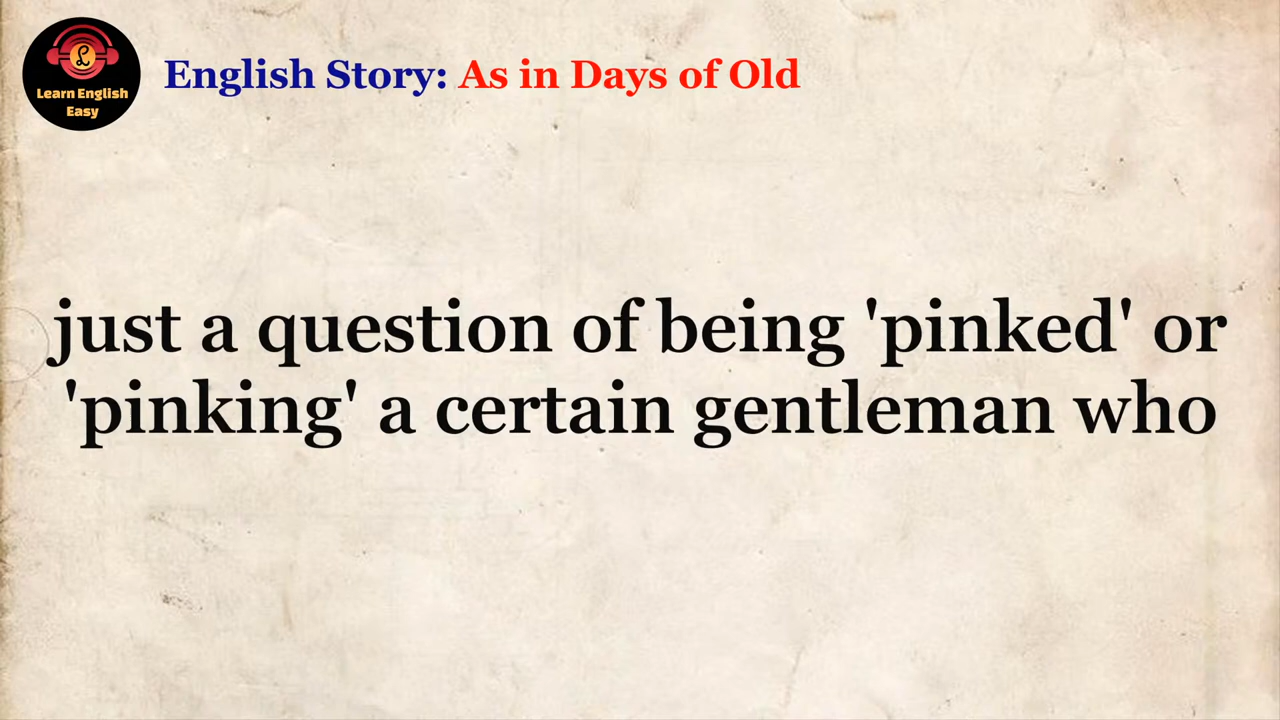 Learn English
Easy
English Story: As in Days of Old
just a question of being 'pinked' or
'pinking' a certain gentleman who